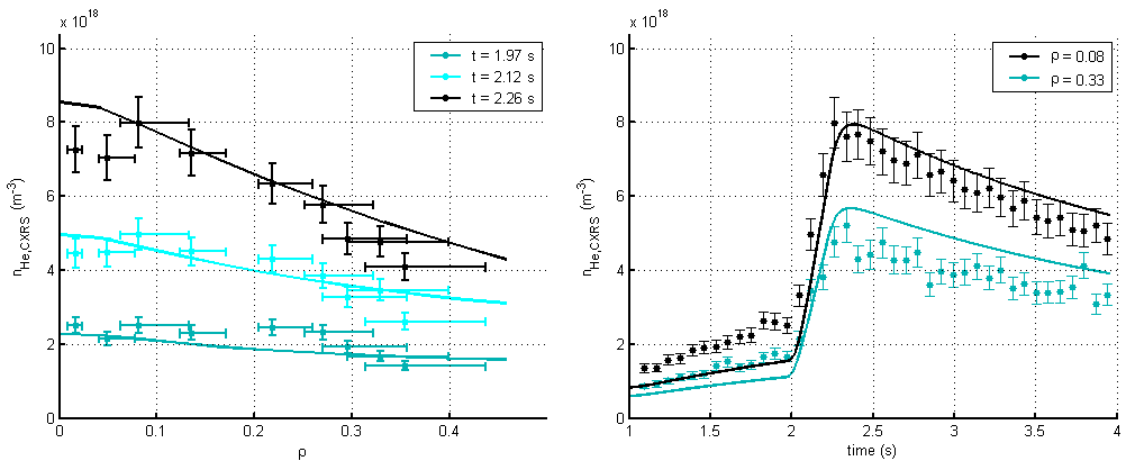 x 10^18
10
8
6
4
2
0
n_He,CXRS (m^-3)
0
0.1
0.2
0.3
0.4
ρ
t = 1.97 s
t = 2.12 s
t = 2.26 s
x 10^18
10
8
6
4
2
0
n_He,CXRS (m^-3)
1
1.5
2
2.5
3
3.5
4
time (s)
ρ = 0.08
ρ = 0.33